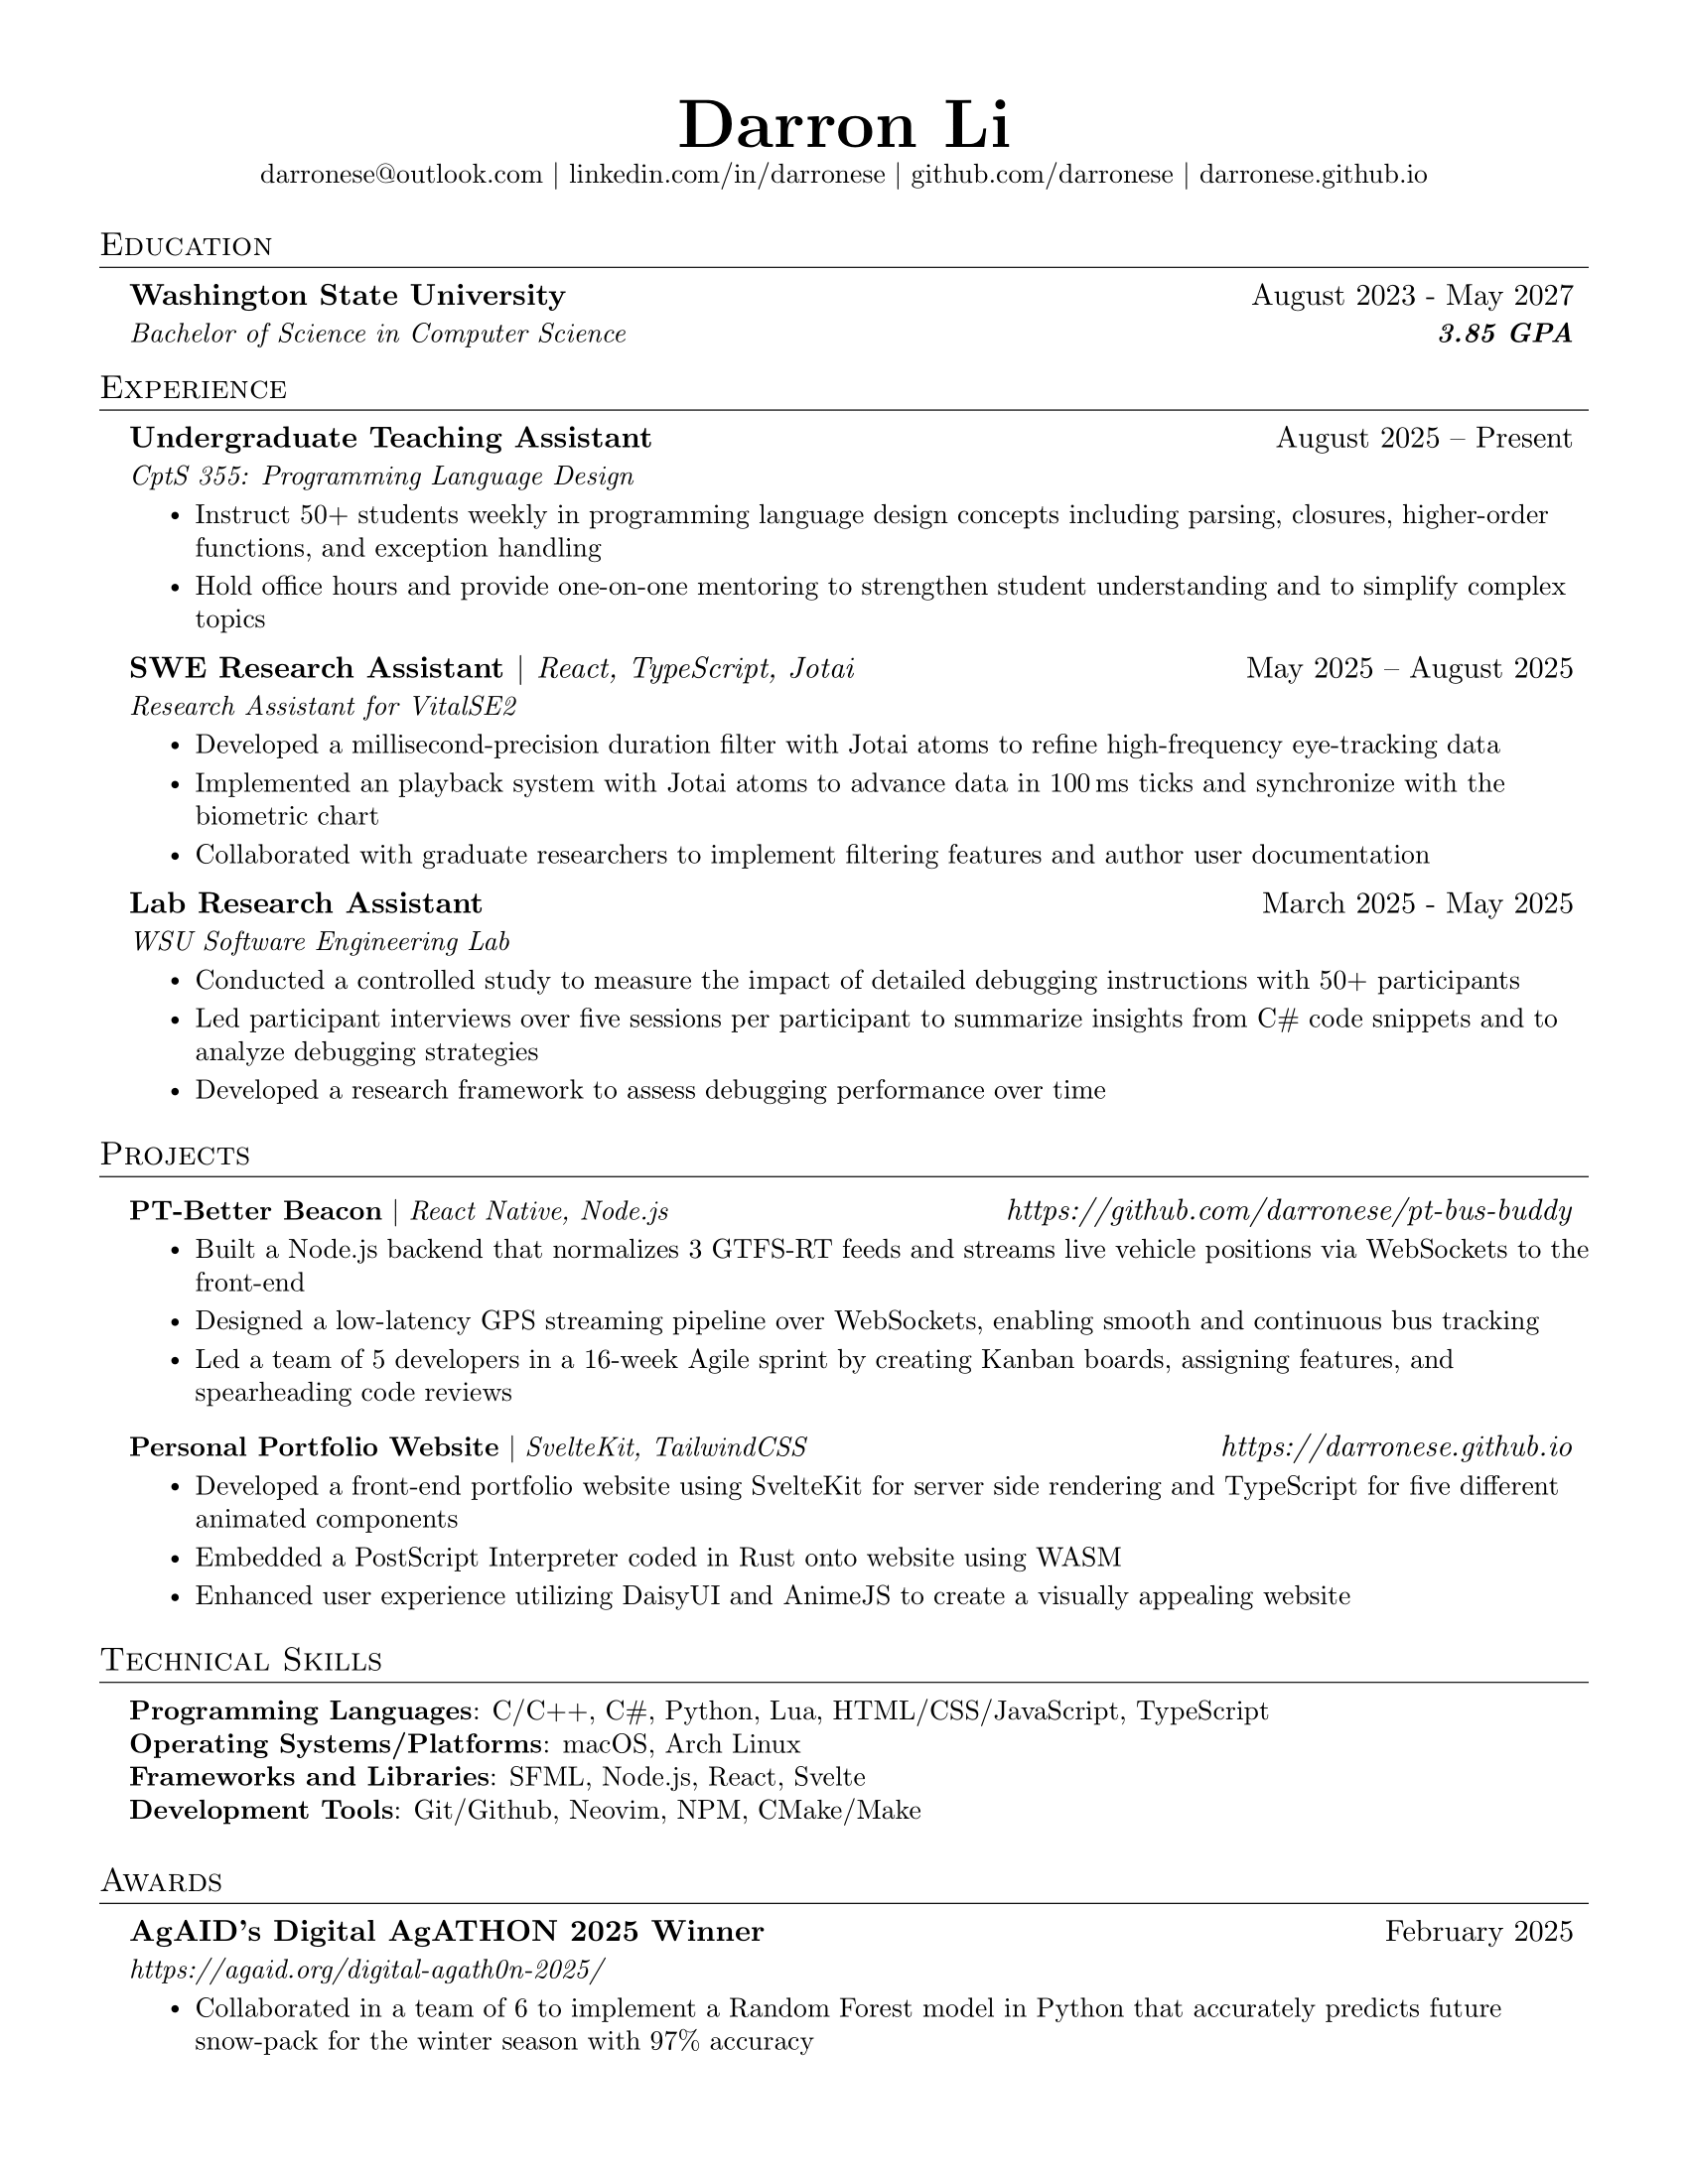 Darron Li
darronese@outlook.com | linkedin.com/in/darronese | github.com/darronese | darronese.github.io
Education
Washington State University August 2023 - May 2027
Bachelor of Science in Computer Science 3.85 GPA
Experience
Undergraduate Teaching Assistant August 2025 – Present
CptS 355: Programming Language Design
• Instruct 50+ students weekly in programming language design concepts including parsing, closures, higher-order
functions, and exception handling
• Hold office hours and provide one-on-one mentoring to strengthen student understanding and to simplify complex
topics
SWE Research Assistant | React, TypeScript, Jotai May 2025 – August 2025
Research Assistant for VitalSE2
• Developed a millisecond-precision duration filter with Jotai atoms to refine high-frequency eye-tracking data
• Implemented an playback system with Jotai atoms to advance data in 100 ms ticks and synchronize with the
biometric chart
• Collaborated with graduate researchers to implement filtering features and author user documentation
Lab Research Assistant March 2025 - May 2025
WSU Software Engineering Lab
• Conducted a controlled study to measure the impact of detailed debugging instructions with 50+ participants
• Led participant interviews over five sessions per participant to summarize insights from C# code snippets and to
analyze debugging strategies
• Developed a research framework to assess debugging performance over time
Projects
PT-Better Beacon | React Native, Node.js https://github.com/darronese/pt-bus-buddy
• Built a Node.js backend that normalizes 3 GTFS-RT feeds and streams live vehicle positions via WebSockets to the
front-end
• Designed a low-latency GPS streaming pipeline over WebSockets, enabling smooth and continuous bus tracking
• Led a team of 5 developers in a 16-week Agile sprint by creating Kanban boards, assigning features, and
spearheading code reviews
Personal Portfolio Website | SvelteKit, TailwindCSS https://darronese.github.io
• Developed a front-end portfolio website using SvelteKit for server side rendering and TypeScript for five different
animated components
• Embedded a PostScript Interpreter coded in Rust onto website using WASM
• Enhanced user experience utilizing DaisyUI and AnimeJS to create a visually appealing website
Technical Skills
Programming Languages: C/C++, C#, Python, Lua, HTML/CSS/JavaScript, TypeScript
Operating Systems/Platforms: macOS, Arch Linux
Frameworks and Libraries: SFML, Node.js, React, Svelte
Development Tools: Git/Github, Neovim, NPM, CMake/Make
Awards
AgAID's Digital AgATHON 2025 Winner February 2025
https://agaid.org/digital-agath0n-2025/
• Collaborated in a team of 6 to implement a Random Forest model in Python that accurately predicts future
snow-pack for the winter season with 97% accuracy